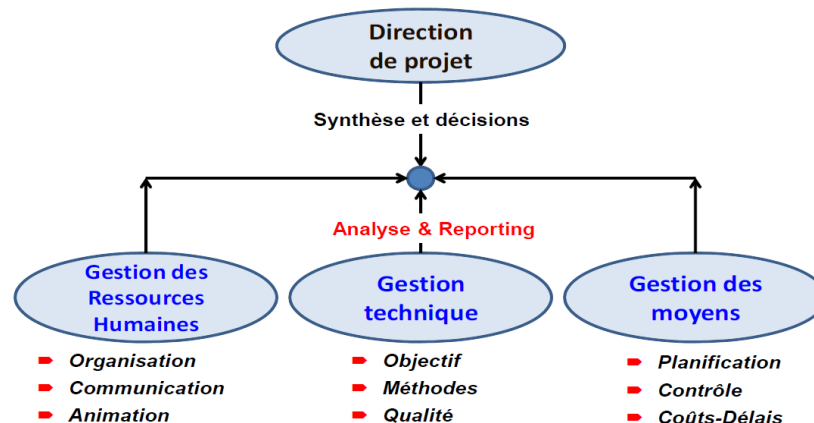 Direction
de projet
Synthèse et décisions
Analyse & Reporting
Gestion des
Ressources
Humaines
Gestion
technique
Gestion des
moyens
Organisation
Communication
Animation
Objectif
Méthodes
Qualité
Planification
Contrôle
Coûts-Délais